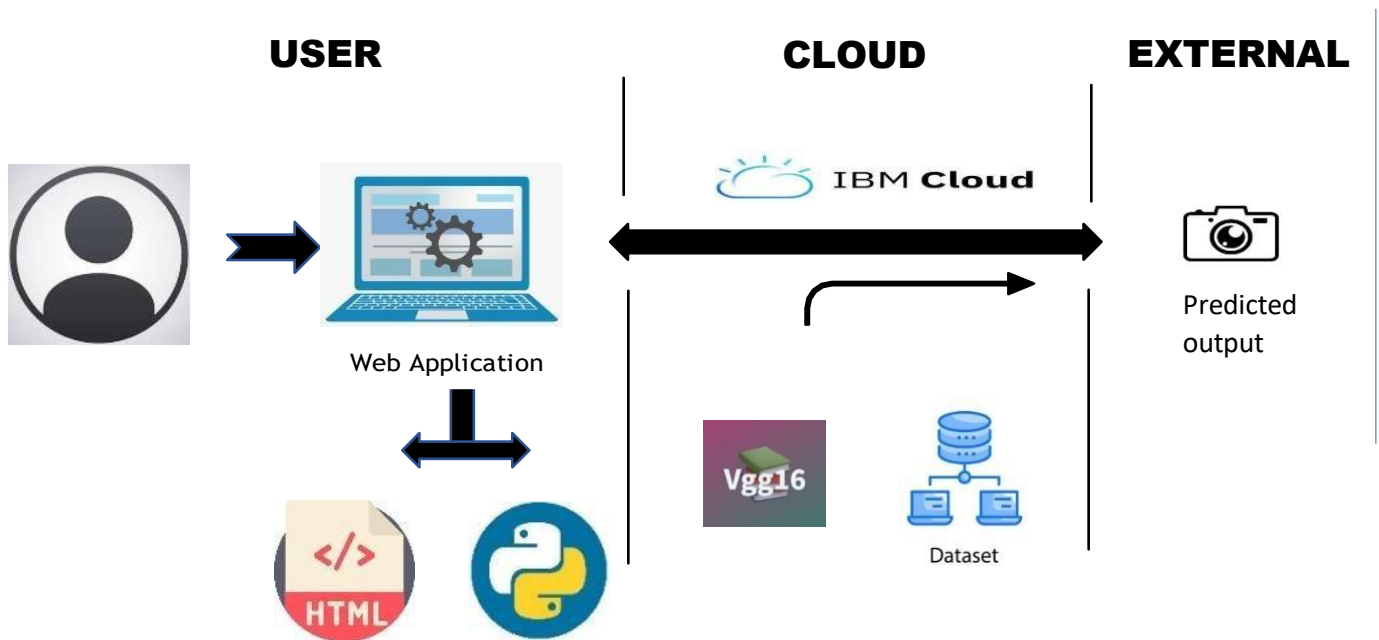 USER
CLOUD
EXTERNAL
IBM Cloud
Web Application
Predicted
output
Vgg16
Dataset
</>
HTML